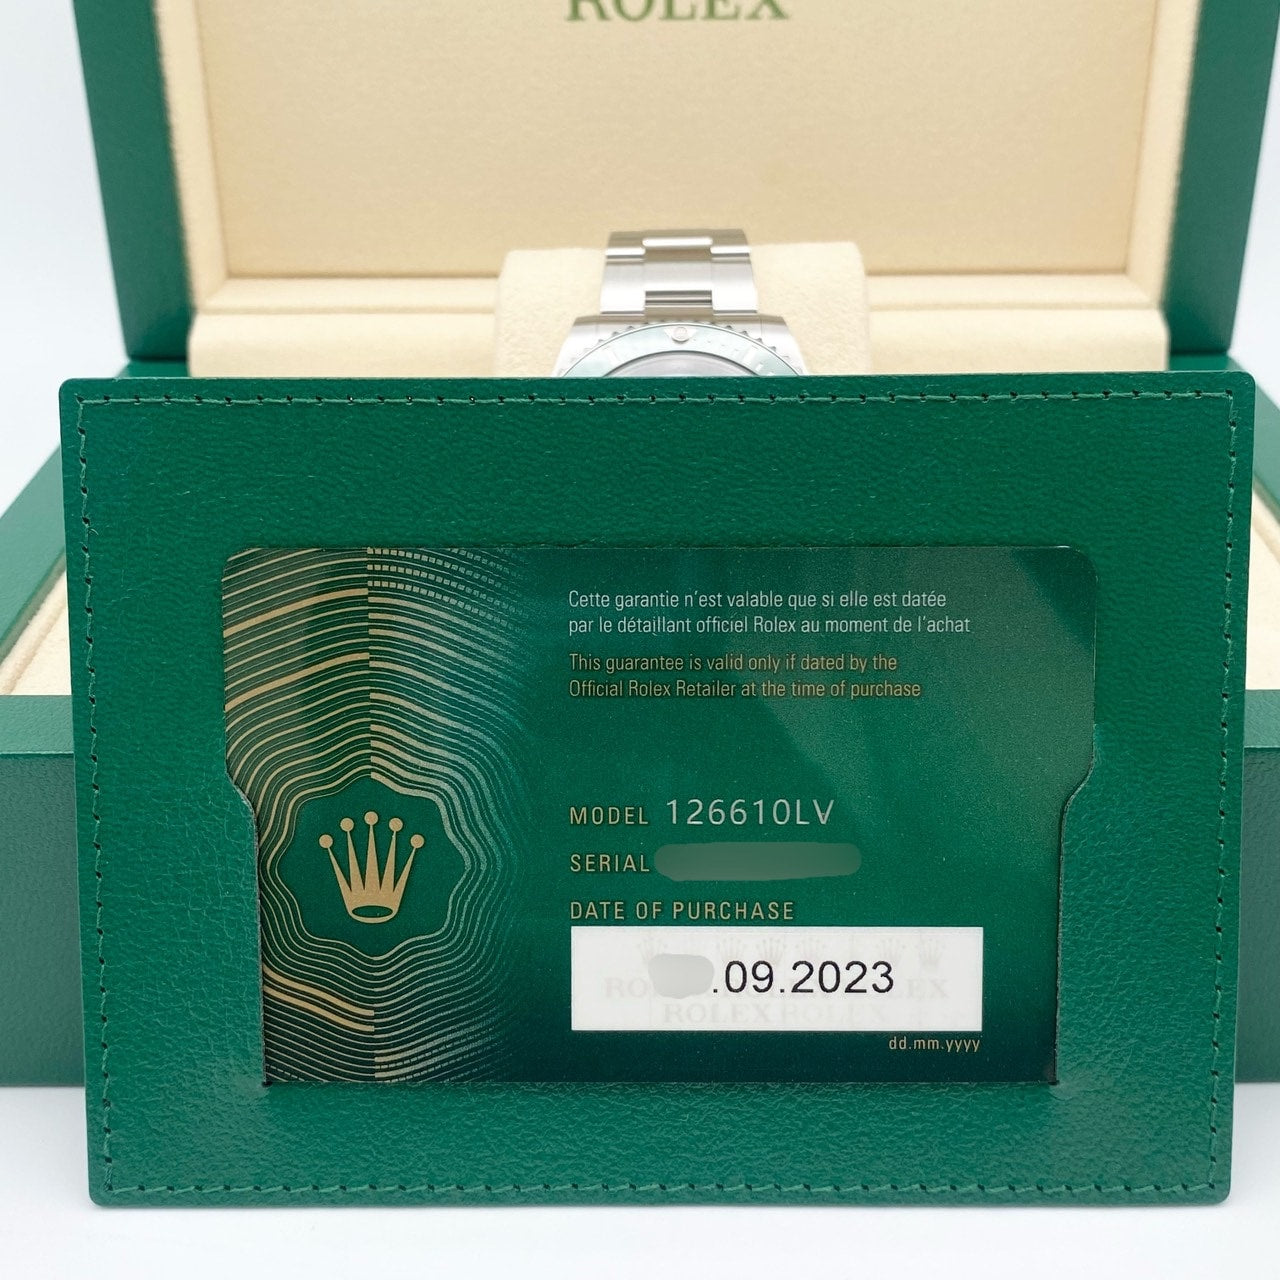 ROLEX
Cette garantie n'est valable que si elle est datée
par le détaillant officiel Rolex au moment de l'achat
This guarantee is valid only if dated by the
Official Rolex Retailer at the time of purchase
MODEL 126610LV
SERIAL
DATE OF PURCHASE
.09.2023
ROLEX ROLEX
dd.mm.yyyy